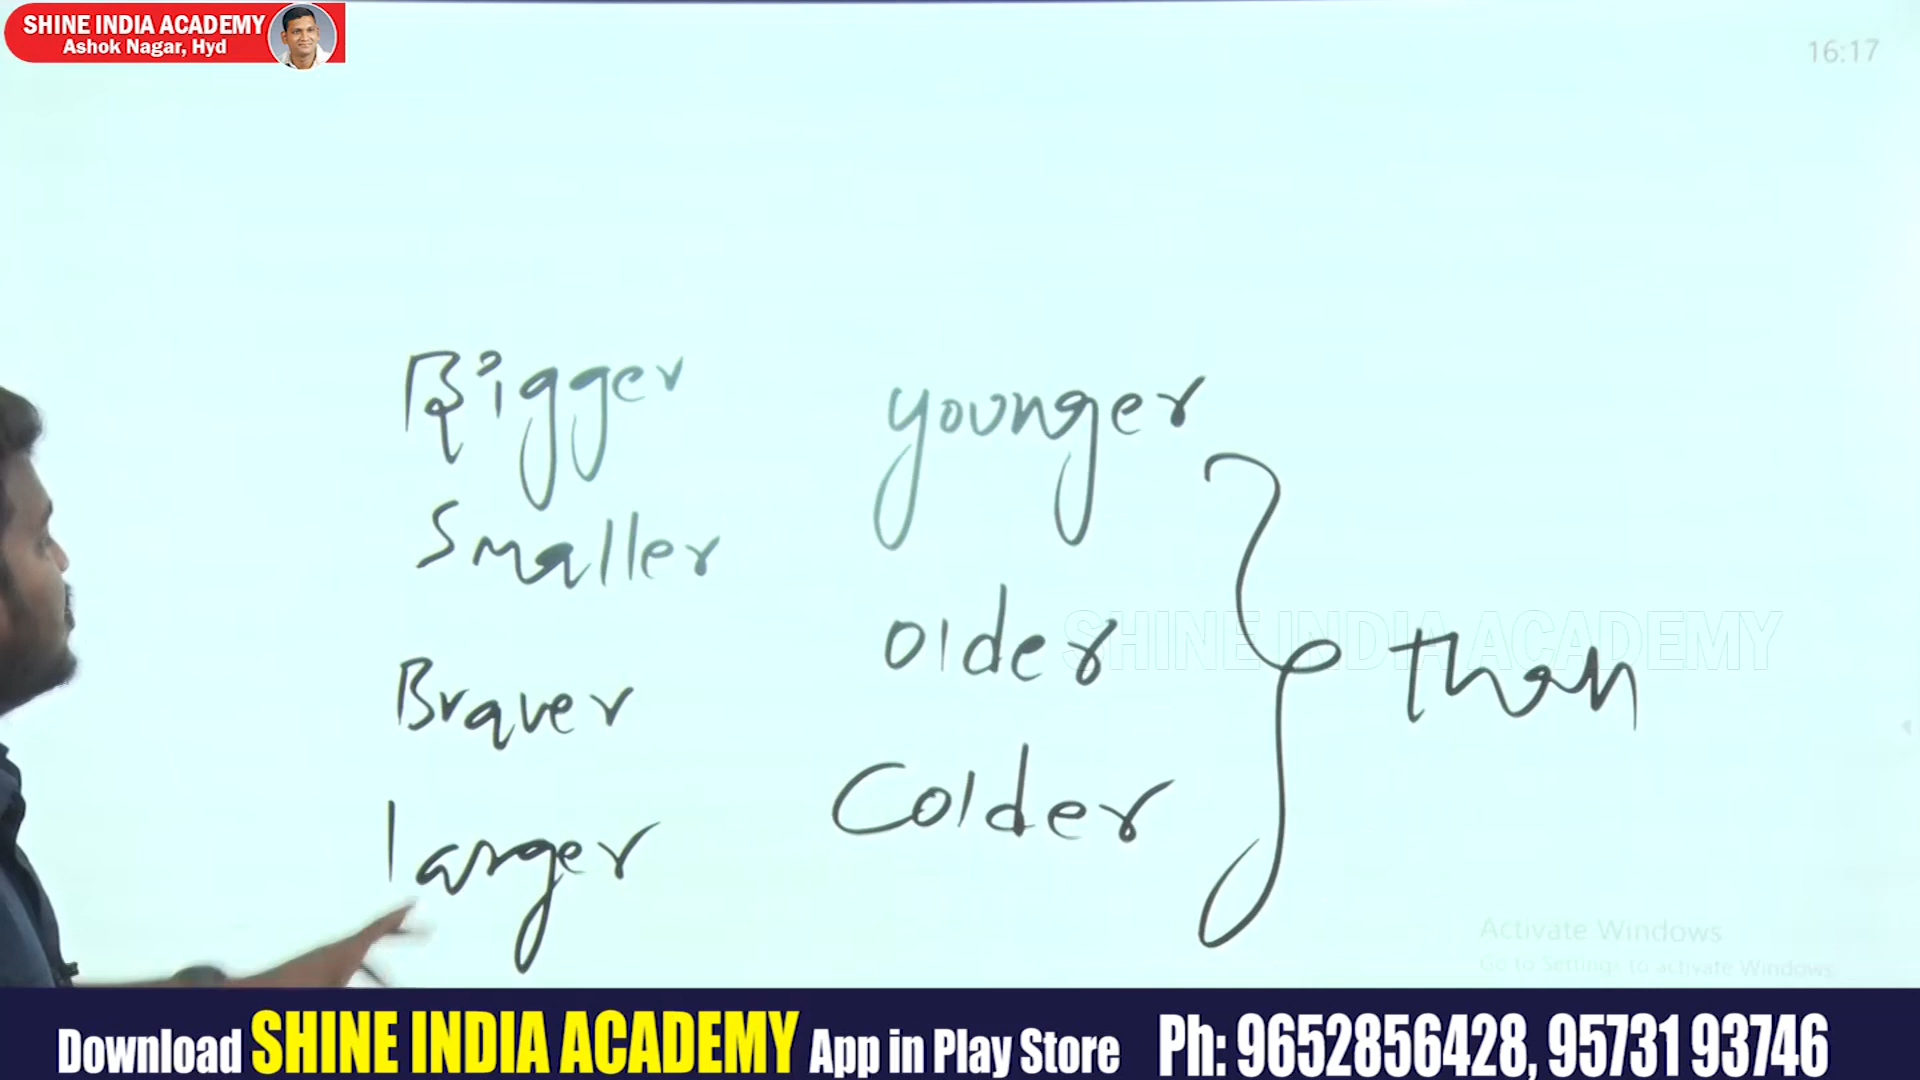 SHINE INDIA ACADEMY
Ashok Nagar, Hyd
16:17
Bigger
Smaller
Braver
larger
younger
older
Colder
than
SHINE INDIA ACADEMY
Activate Windows
Go to Settings to activate Windows.
Download SHINE INDIA ACADEMY App in Play Store Ph: 9652856428, 95731 93746